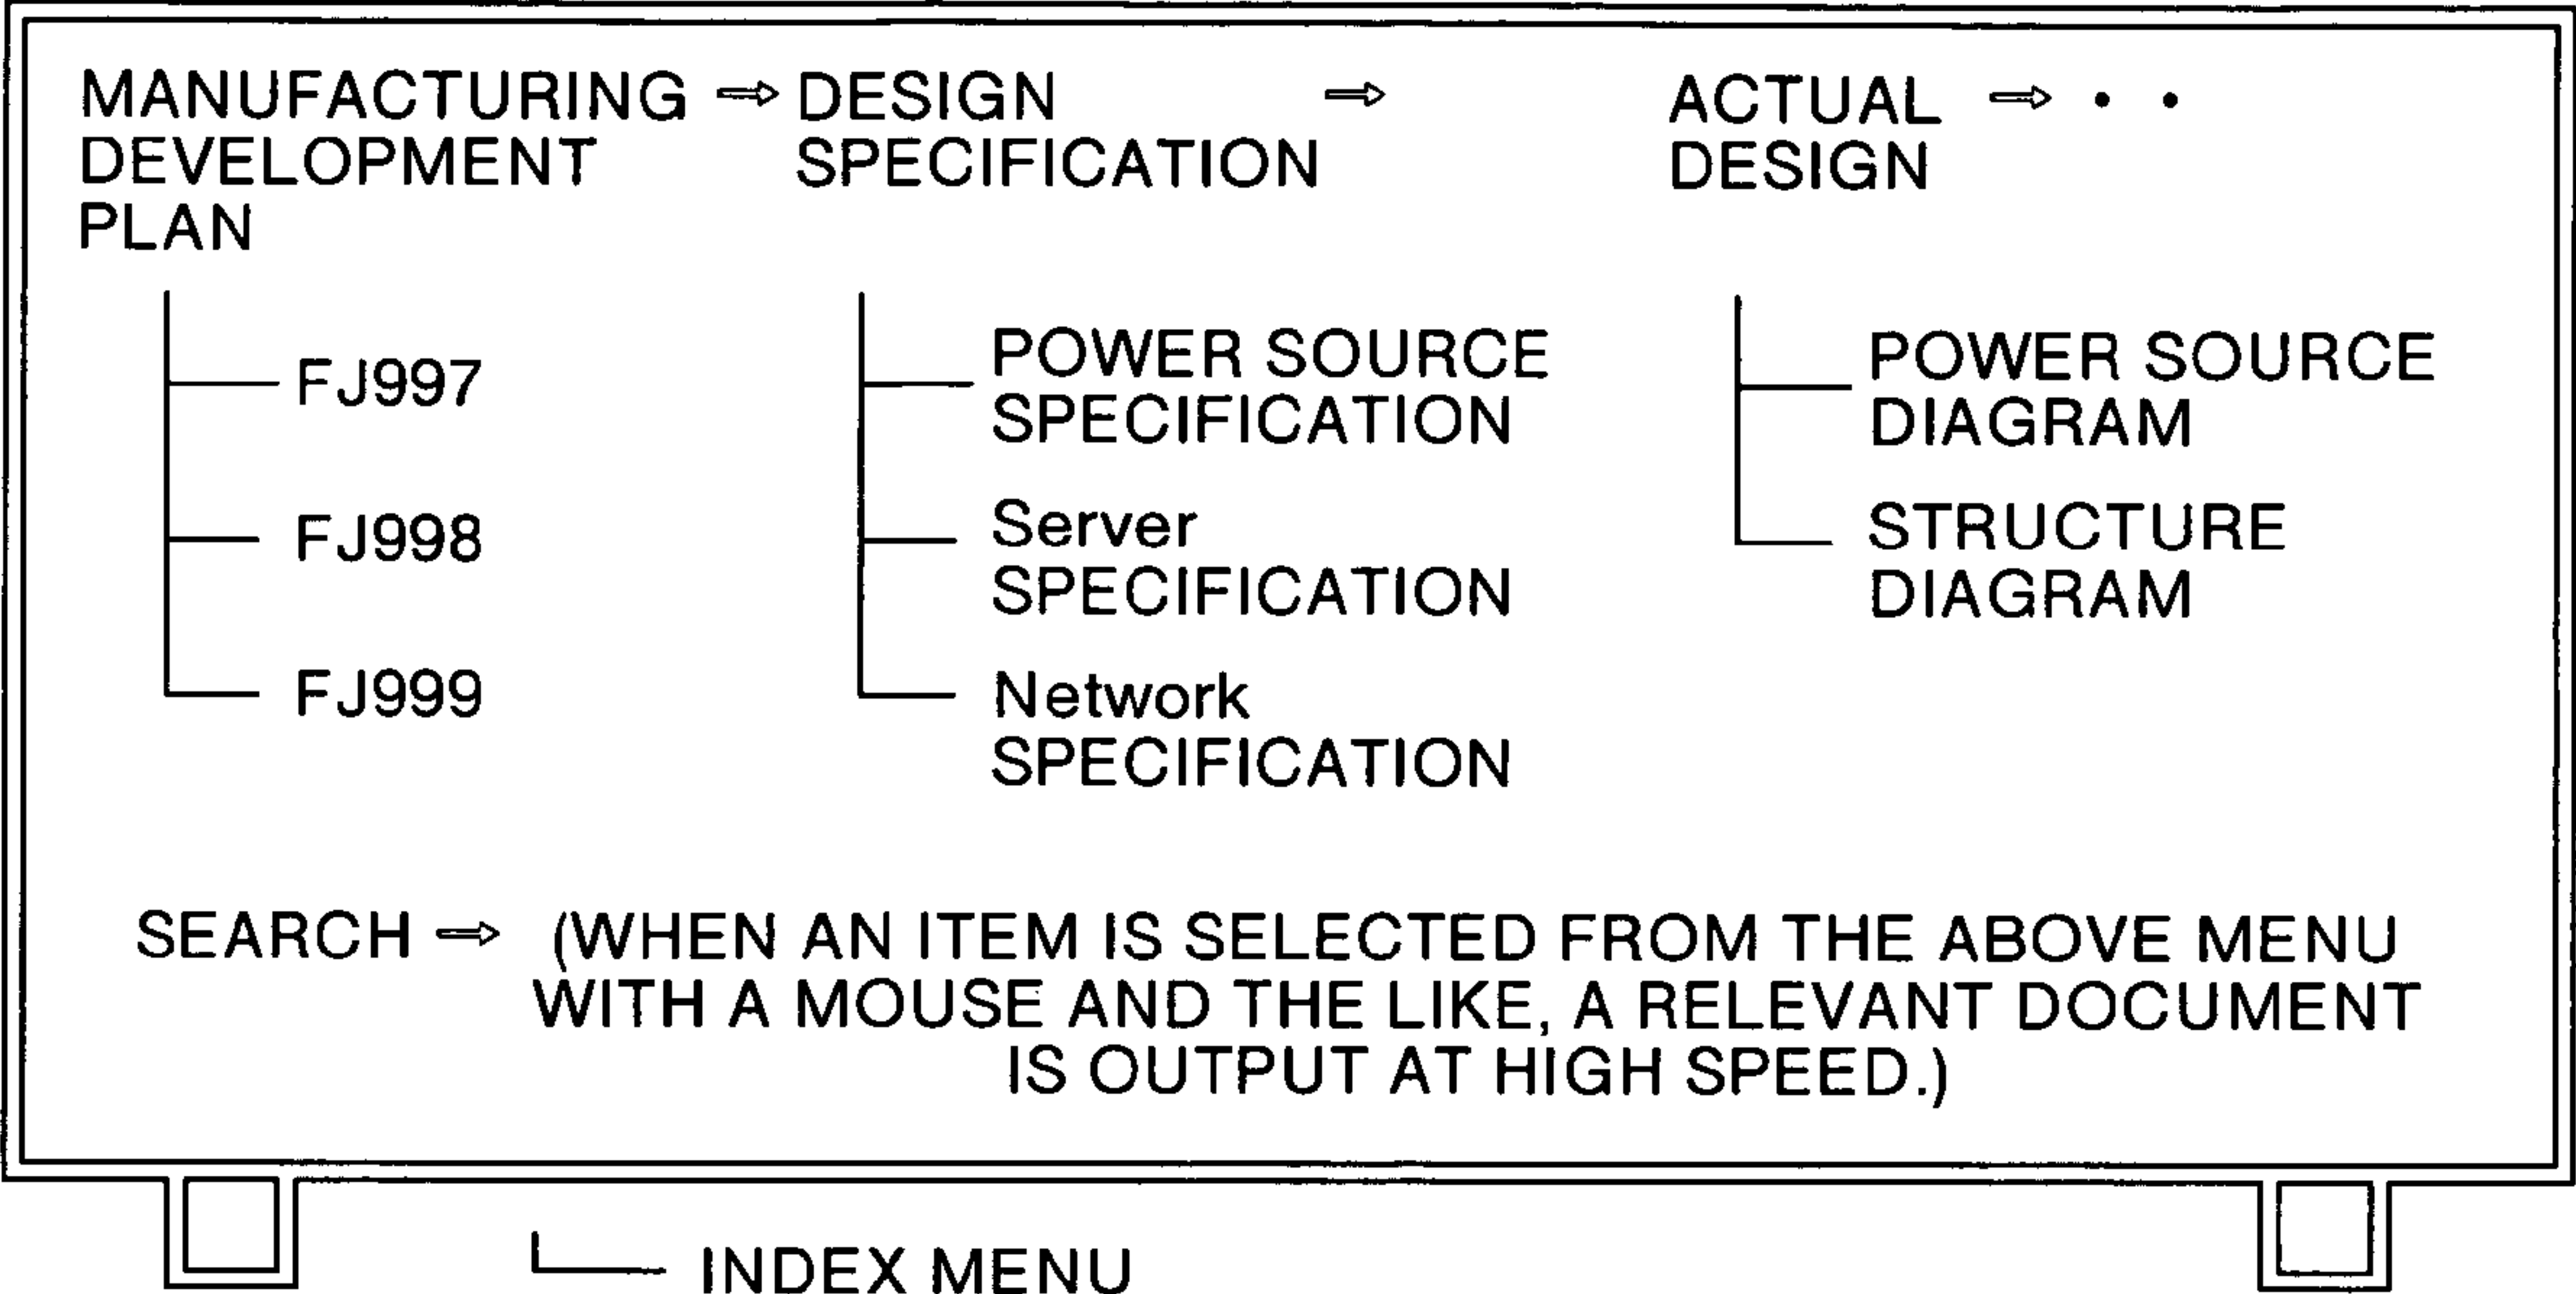 MANUFACTURING ⇒ DESIGN ⇒ ACTUAL ⇒ • •
DEVELOPMENT SPECIFICATION DESIGN
PLAN
FJ997
FJ998
FJ999
POWER SOURCE
SPECIFICATION
Server
SPECIFICATION
Network
SPECIFICATION
POWER SOURCE
DIAGRAM
STRUCTURE
DIAGRAM
SEARCH ⇒ (WHEN AN ITEM IS SELECTED FROM THE ABOVE MENU
WITH A MOUSE AND THE LIKE, A RELEVANT DOCUMENT
IS OUTPUT AT HIGH SPEED.)
INDEX MENU